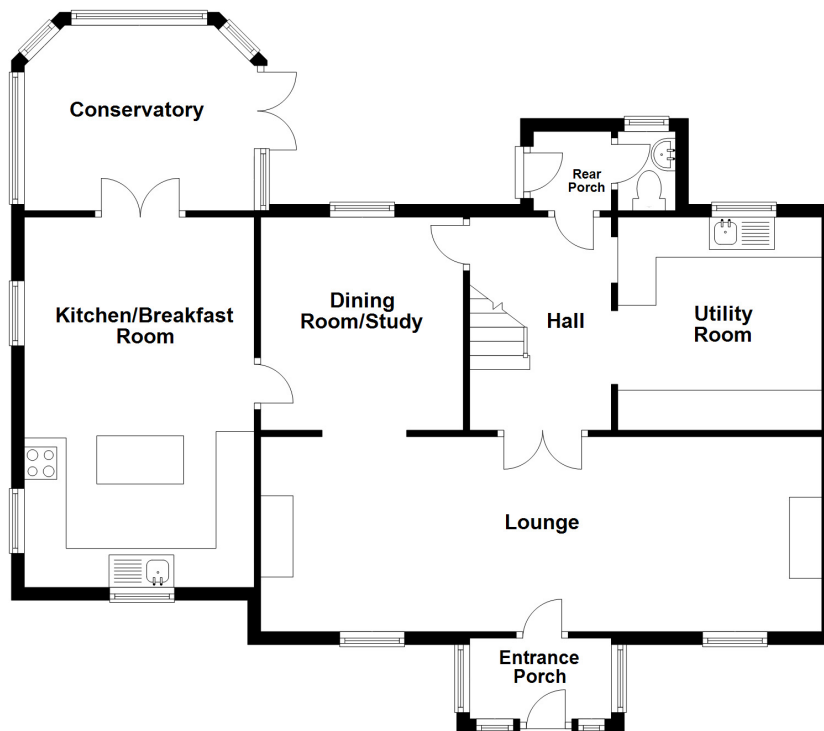 Conservatory
Rear
Porch
Kitchen/Breakfast
Room
Dining
Room/Study
Hall
Utility
Room
Lounge
Entrance
Porch